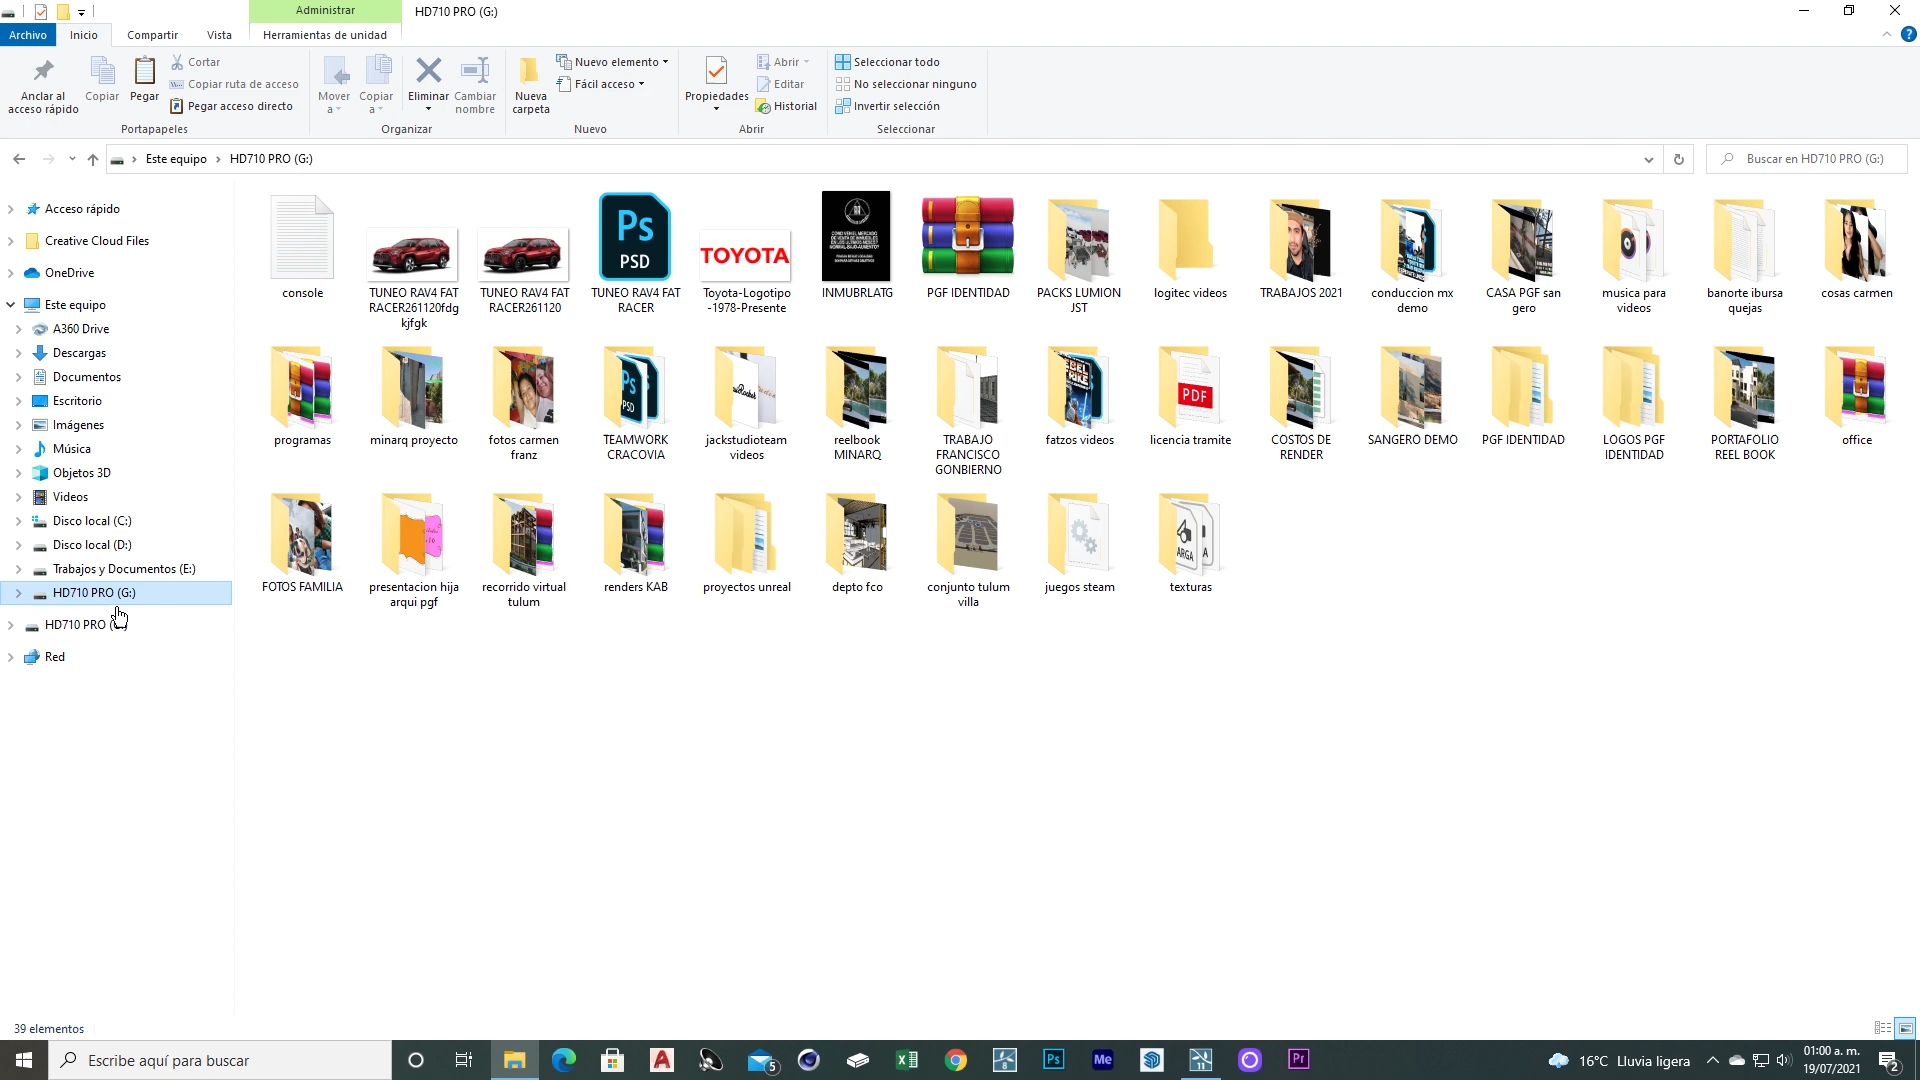 Administrar
HD710 PRO (G:)
Archivo
Inicio
Compartir
Vista
Herramientas de unidad
Anclar al
acceso rápido
Copiar
Pegar
Cortar
Copiar ruta de acceso
Pegar acceso directo
Portapapeles
Mover
a
Copiar
a
Eliminar
Cambiar
nombre
Organizar
Nueva
carpeta
Nuevo elemento
Fácil acceso
Nuevo
Propiedades
Abrir
Editar
Historial
Abrir
Seleccionar todo
No seleccionar ninguno
Invertir selección
Seleccionar
Este equipo > HD710 PRO (G:)
Buscar en HD710 PRO (G:)
Acceso rápido
Creative Cloud Files
OneDrive
Este equipo
A360 Drive
Descargas
Documentos
Escritorio
Imágenes
Música
Objetos 3D
Videos
Disco local (C:)
Disco local (D:)
Trabajos y Documentos (E:)
HD710 PRO (G:)
HD710 PRO
Red
console
TUNEO RAV4 FAT
RACER261120fdg
kjfgk
TUNEO RAV4 FAT
RACER261120
Ps
PSD
TUNEO RAV4 FAT
RACER
TOYOTA
Toyota-Logotipo
-1978-Presente
INMUBRLATG
PGF IDENTIDAD
PACKS LUMION
JST
logitec videos
TRABAJOS 2021
conduccion mx
demo
CASA PGF san
gero
musica para
videos
banorte ibursa
quejas
cosas carmen
programas
minarq proyecto
fotos carmen
franz
TEAMWORK
CRACOVIA
jackstudioteam
videos
reelbook
MINARQ
TRABAJO
FRANCISCO
GONBIERNO
fatzos videos
PDF
licencia tramite
COSTOS DE
RENDER
SANGERO DEMO
PGF IDENTIDAD
LOGOS PGF
IDENTIDAD
PORTAFOLIO
REEL BOOK
office
FOTOS FAMILIA
presentacion hija
arqui pgf
recorrido virtual
tulum
renders KAB
proyectos unreal
depto fco
conjunto tulum
villa
juegos steam
texturas
39 elementos
Escribe aquí para buscar
5
8
Ps
Me
11
Pr
16°C Lluvia ligera
01:00 a. m.
19/07/2021
2